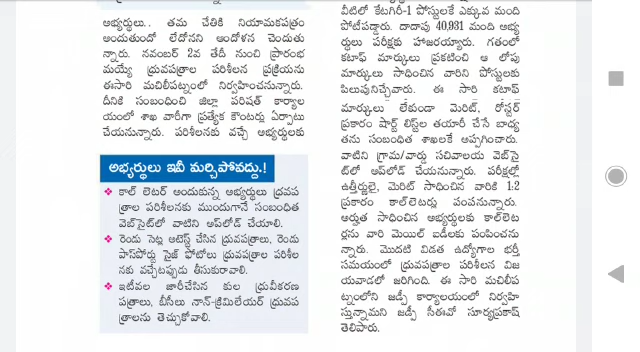 అభ్యర్థులు.. తమ చేతికి నియామకపత్రం
అందుతుందో లేదోనని ఆందోళన చెందుతు
న్నారు. నవంబర్ 2వ తేదీ నుంచి ప్రారంభ
మయ్యే ధ్రువపత్రాల పరిశీలన ప్రక్రియను
ఈసారి మచిలీపట్నంలో నిర్వహించనున్నారు.
దీనికి సంబంధించి జిల్లా పరిషత్ కార్యాల
యంలో శాఖ వారీగా ప్రత్యేక కౌంటర్లు ఏర్పాటు
చేయనున్నారు. పరిశీలనకు వచ్చే అభ్యర్థులకు
అభ్యర్థులు ఇవీ మర్చిపోవద్దు.!
❖ కాల్ లెటర్ అందుకున్న అభ్యర్థులు ధ్రవప
త్రాల పరిశీలనకు ముందుగానే సంబంధిత
వెబ్‌సైట్‌లో వాటిని అప్‌లోడ్ చేయాలి.
❖ రెండు సెట్ల అటెస్ట్ చేసిన ధ్రువపత్రాలు, రెండు
పాస్‌పోర్టు సైజ్ ఫోటోలు ధ్రువపత్రాల పరిశీల
నకు వచ్చేటప్పుడు తీసుకురావాలి.
❖ ఇటీవల జారీచేసిన కుల ధ్రువీకరణ
పత్రాలు, బీసీలు నాన్-క్రిమిలేయర్ ధ్రువప
త్రాలను తెచ్చుకోవాలి.
వీటిలో కేటగిరీ-1 పోస్టులకే ఎక్కువ మంది
పోటీపడ్డారు. దాదాపు 40,931 మంది అభ్య
ర్థులు పరీక్షకు హాజరయ్యారు. గతంలో
కటాఫ్ మార్కులు ప్రకటించి ఆ లోపు
మార్కులు సాధించిన వారిని పోస్టులకు
పిలువునిచ్చేవారు. ఈ సారి కటాఫ్
మార్కులు లేకుండా మెరిట్, రోస్టర్
ప్రకారం షార్ట్ లిస్ట్‌ల తయారీ చేసే బాధ్య
తను సంబంధిత శాఖలకే అప్పగించారు.
వాటిని గ్రామ/వార్డు సచివాలయ వెబ్‌సై
ట్‌లో అప్‌లోడ్ చేయనున్నారు. పరీక్షల్లో
ఉత్తీర్ణులై, మెరిట్ సాధించిన వారికి 1:2
ప్రకారం కాల్‌లెటర్లు పంపనున్నారు.
అర్హత సాధించిన అభ్యర్థులకు కాల్‌లెట
ర్లను వారి మెయిల్ ఐడీలకు పంపించను
న్నారు. మొదటి విడత ఉద్యోగాల భర్తీ
సమయంలో ధ్రువపత్రాల పరిశీలన విజ
యవాడలో జరిగింది. ఈ సారి మచిలీప
ట్నంలోని జడ్పీ కార్యాలయంలో నిర్వహి
స్తున్నామని జడ్పీ సీఈవో సూర్యప్రకాష్
తెలిపారు.